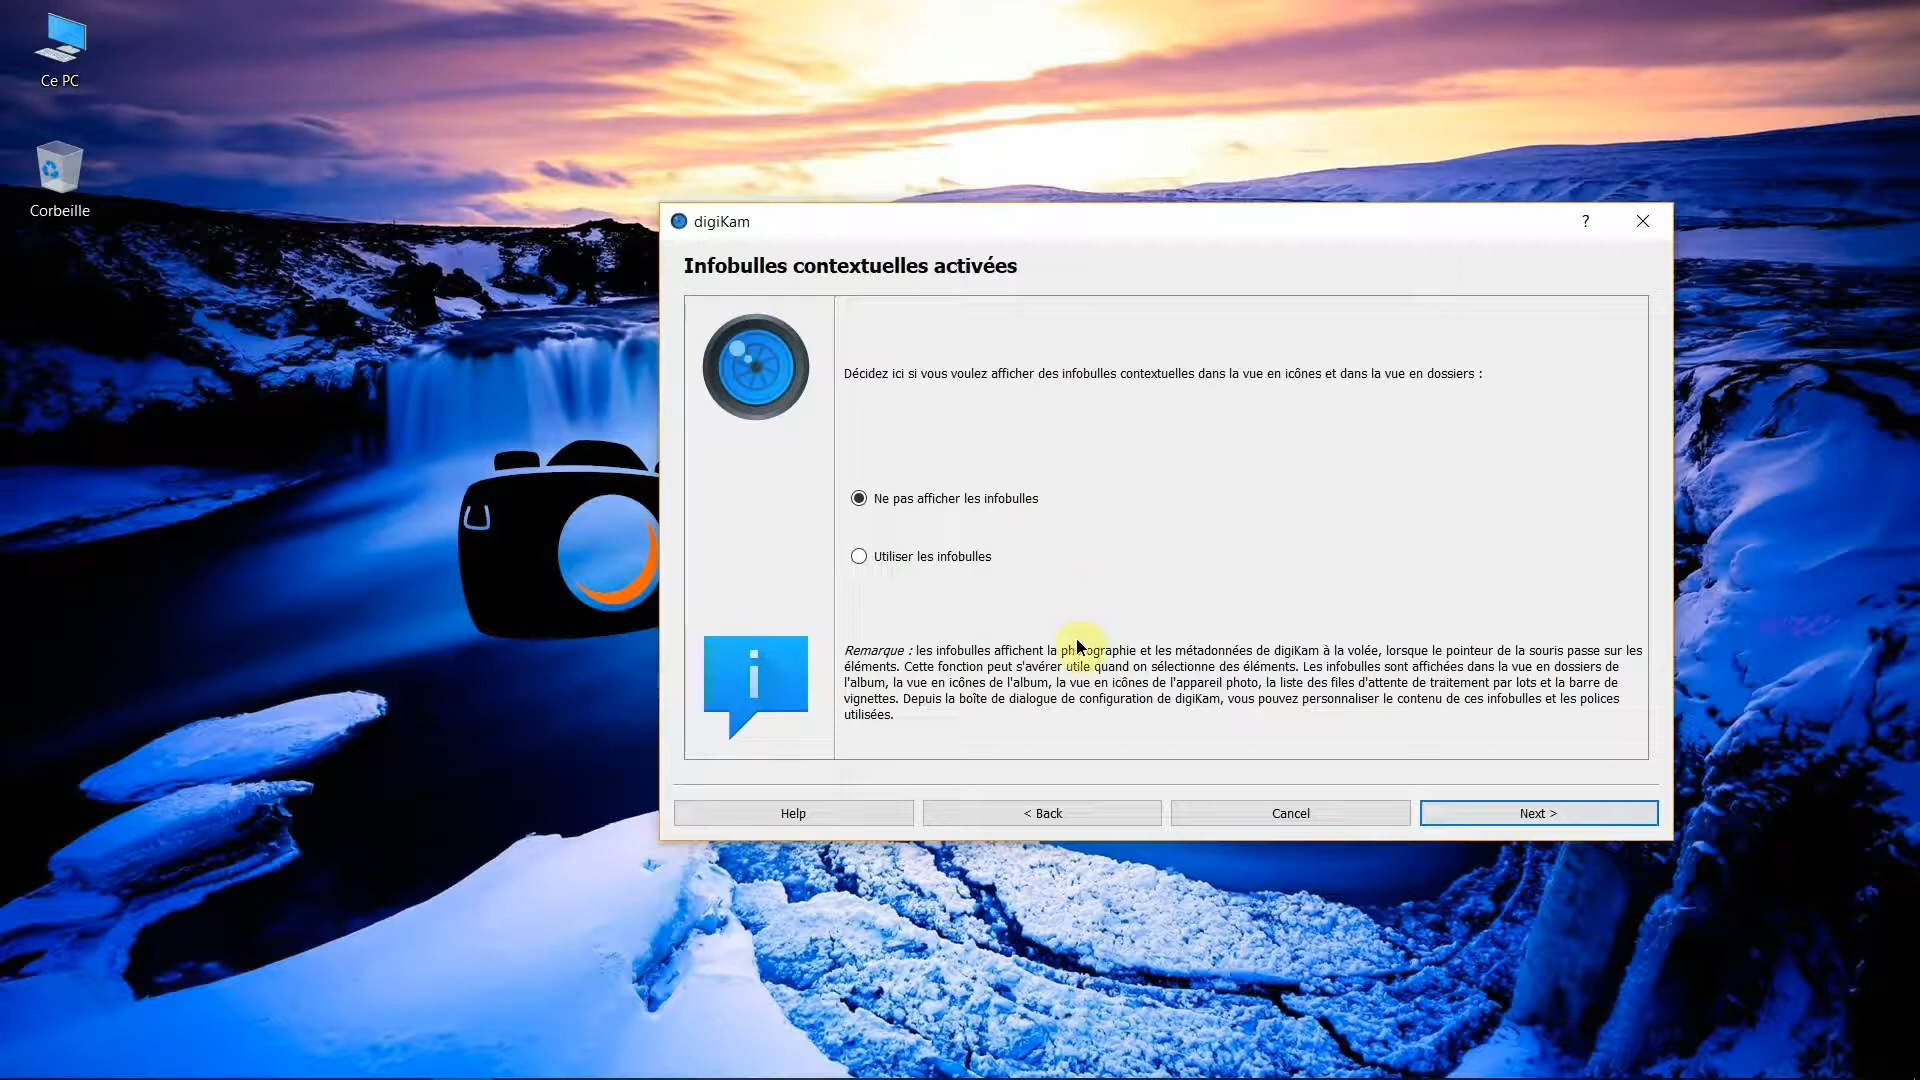 Ce PC
Corbeille
digiKam
?
Infobulles contextuelles activées
Décidez ici si vous voulez afficher des infobulles contextuelles dans la vue en icônes et dans la vue en dossiers :
Ne pas afficher les infobulles
Utiliser les infobulles
Remarque : les infobulles affichent la photographie et les métadonnées de digiKam à la volée, lorsque le pointeur de la souris passe sur les
éléments. Cette fonction peut s'avérer utile quand on sélectionne des éléments. Les infobulles sont affichées dans la vue en dossiers de
l'album, la vue en icônes de l'album, la vue en icônes de l'appareil photo, la liste des files d'attente de traitement par lots et la barre de
vignettes. Depuis la boîte de dialogue de configuration de digiKam, vous pouvez personnaliser le contenu de ces infobulles et les polices
utilisées.
Help
< Back
Cancel
Next >